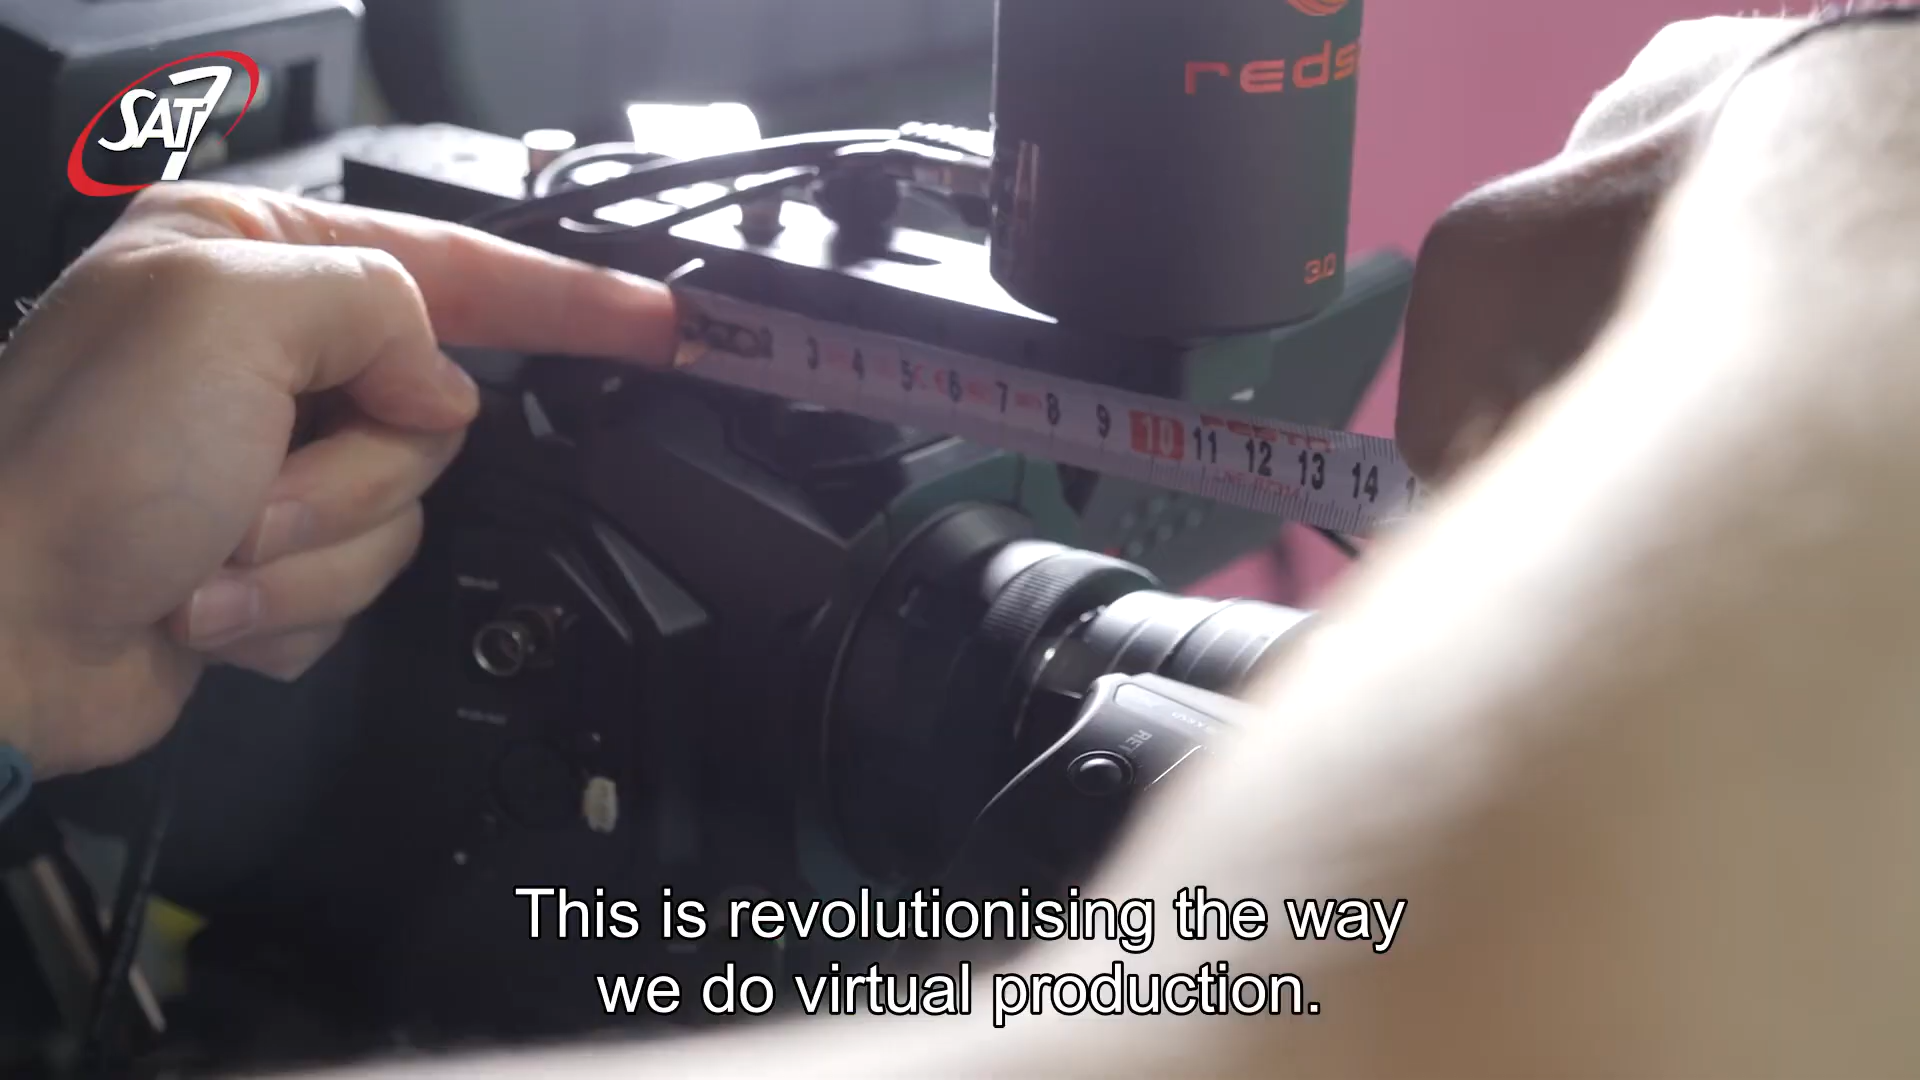 SAT7
reds
3.0
3 4 5 6 7 8 9 10 11 12 13 14
RET
This is revolutionising the way
we do virtual production.